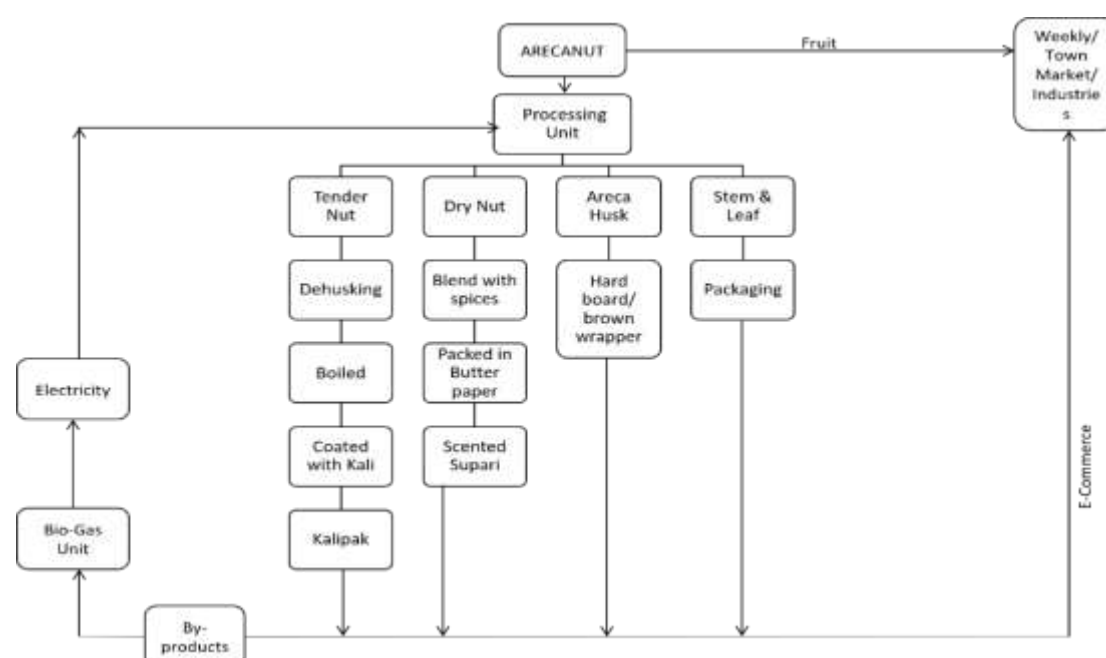 ARECANUT
Fruit
Weekly/
Town
Market/
Industrie
s
Processing
Unit
Tender
Nut
Dry Nut
Areca
Husk
Stem &
Leaf
Dehusking
Blend with
spices
Hard
board/
brown
wrapper
Packaging
Boiled
Packed in
Butter
paper
Electricity
Coated
with Kali
Scented
Supari
E-Commerce
Bio-Gas
Unit
Kalipak
By-
products